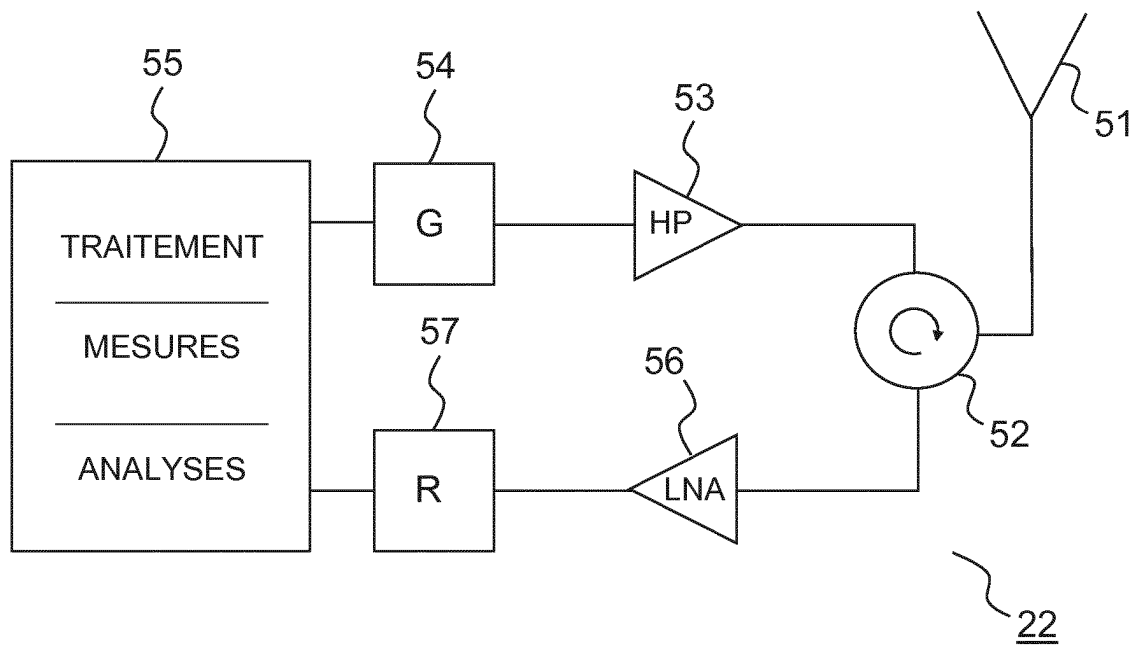 55
54
53
51
G
HP
TRAITEMENT
MESURES
57
56
52
ANALYSES
R
LNA
22